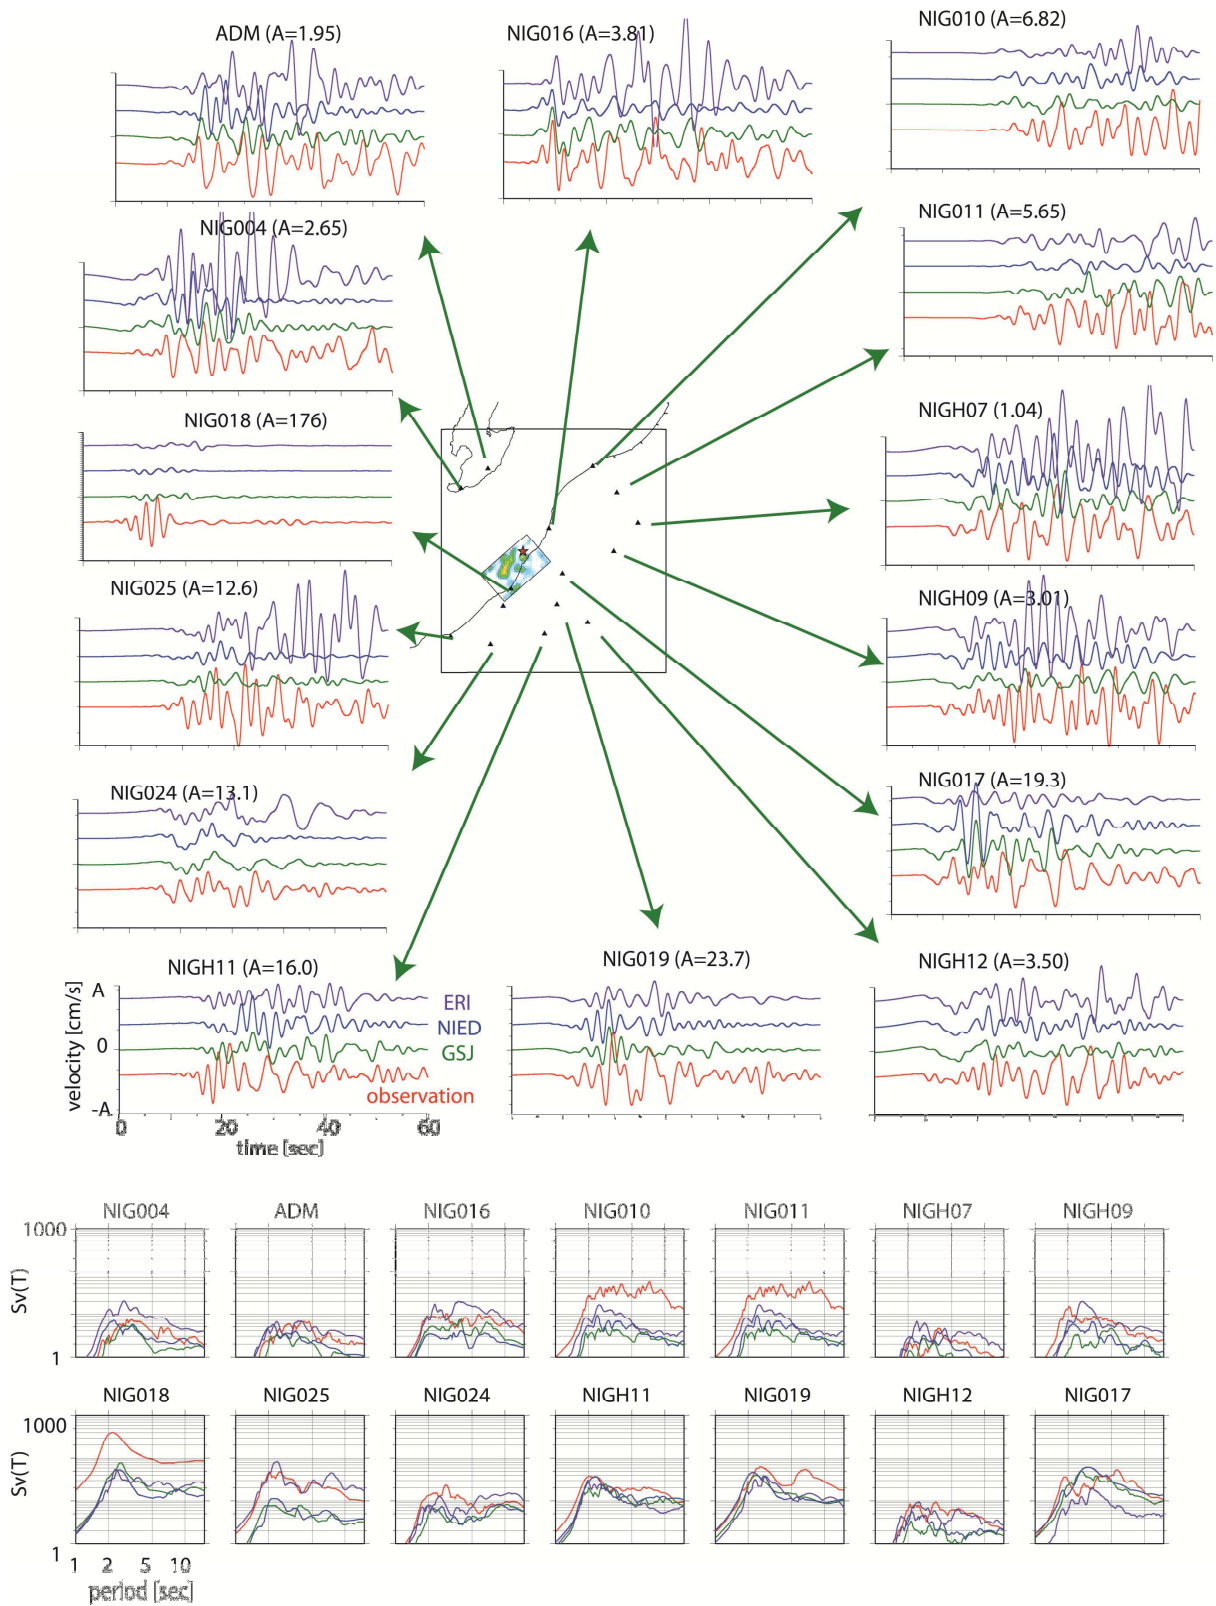 ADM (A=1.95)
NIG016 (A=3.81)
NIG010 (A=6.82)
NIG004 (A=2.65)
NIG011 (A=5.65)
NIG018 (A=176)
NIGH07 (1.04)
NIG025 (A=12.6)
NIGH09 (A=3.01)
NIG024 (A=13.1)
NIG017 (A=19.3)
NIGH11 (A=16.0)
NIG019 (A=23.7)
NIGH12 (A=3.50)
velocity [cm/s]
A
0
-A
ERI
NIED
GSJ
observation
0 20 40 60
time [sec]
NIG004 ADM NIG016 NIG010 NIG011 NIGH07 NIGH09
1000
Sv(T)
1
NIG018 NIG025 NIG024 NIGH11 NIG019 NIGH12 NIG017
1000
Sv(T)
1
1 2 5 10
period [sec]